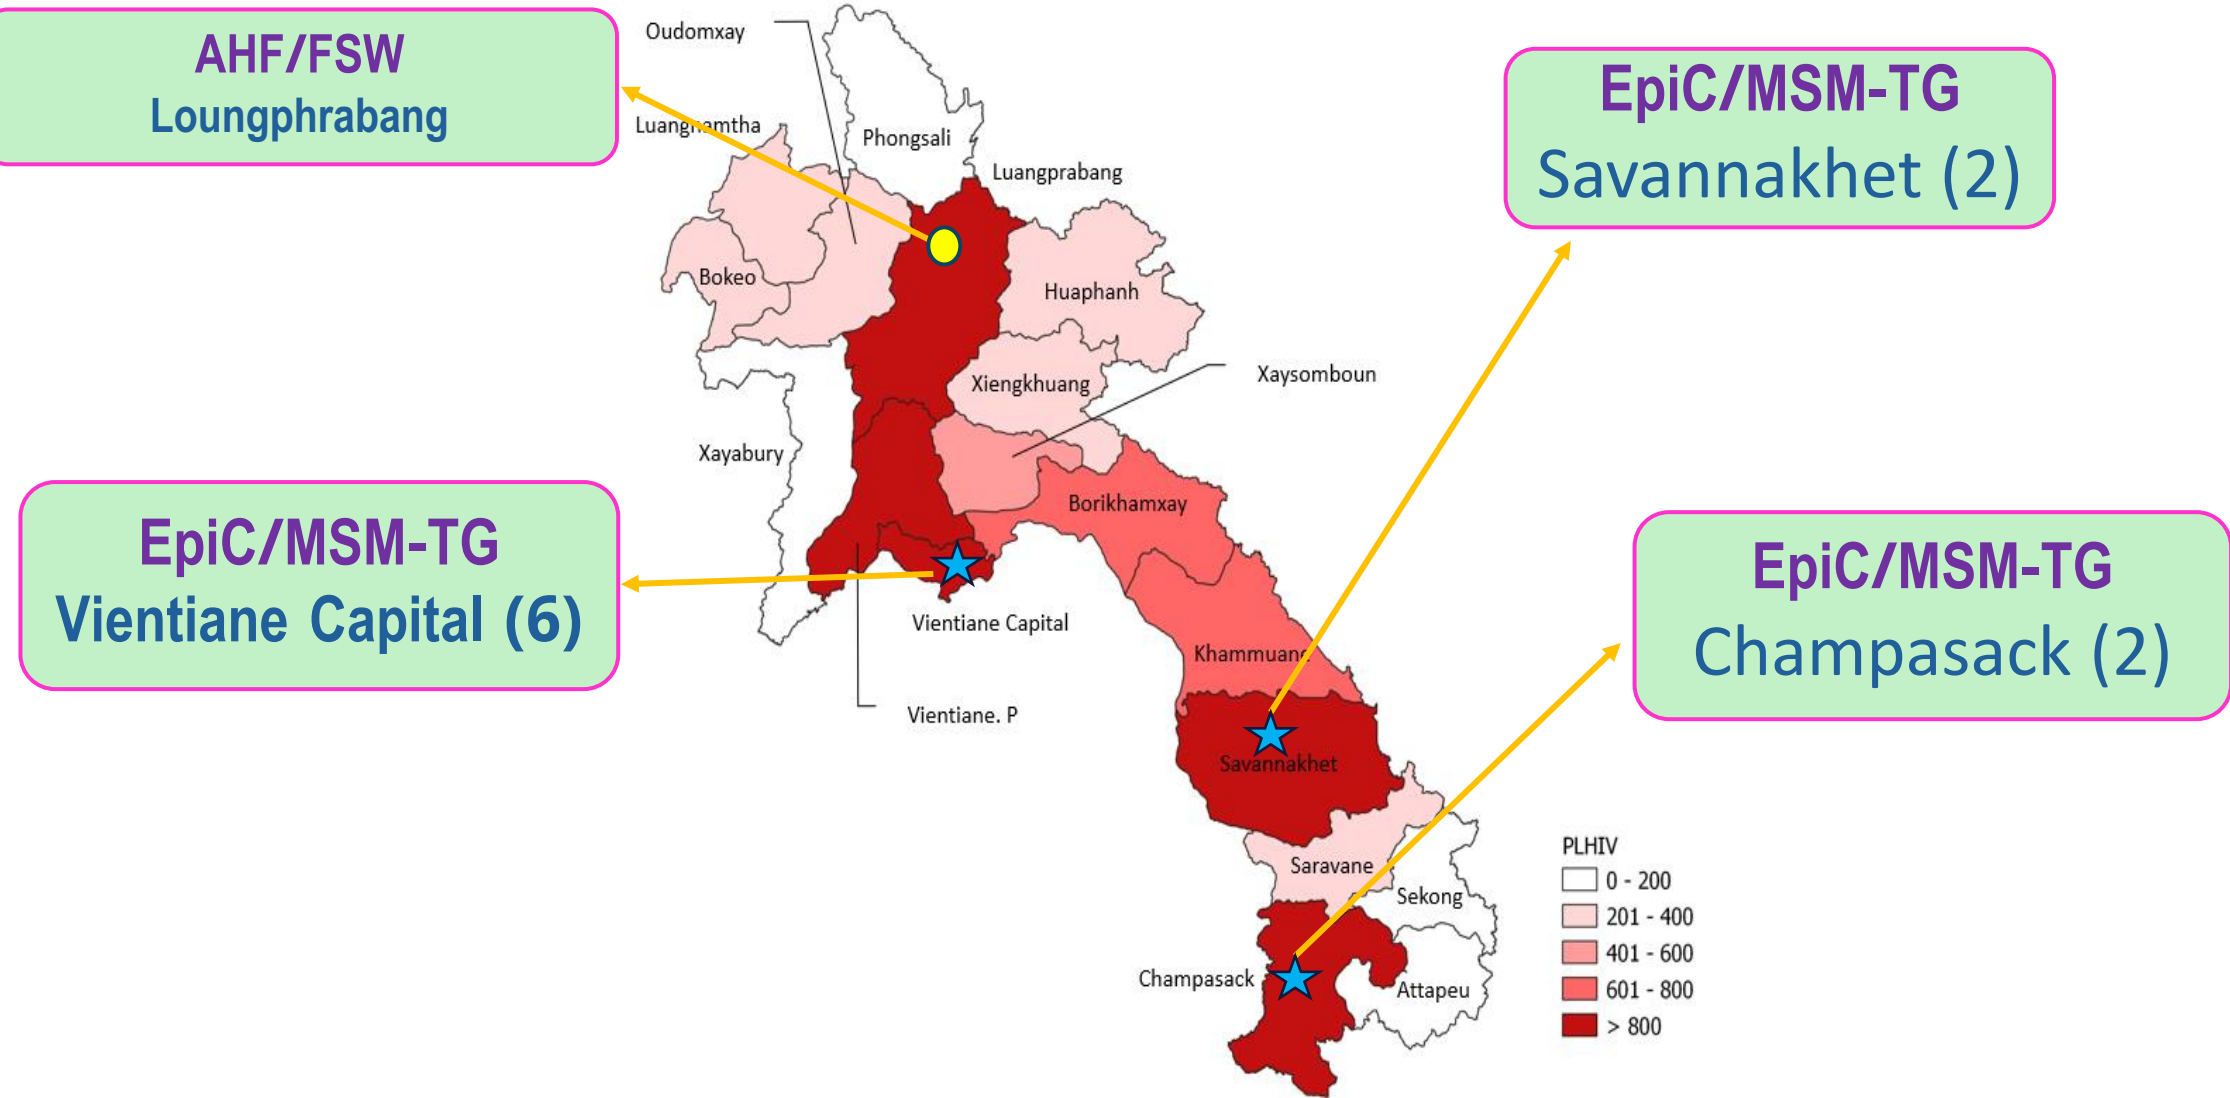 AHF/FSW
Loungphrabang
EpiC/MSM-TG
Savannakhet (2)
EpiC/MSM-TG
Vientiane Capital (6)
EpiC/MSM-TG
Champasack (2)
Oudomxay
Luangnamtha
Phongsali
Luangprabang
Bokeo
Huaphanh
Xiengkhuang
Xaysomboun
Xayabury
Borikhamxay
Vientiane Capital
Khammuane
Vientiane. P
Savannakhet
Saravane
Sekong
Champasack
Attapeu
PLHIV
0 - 200
201 - 400
401 - 600
601 - 800
> 800